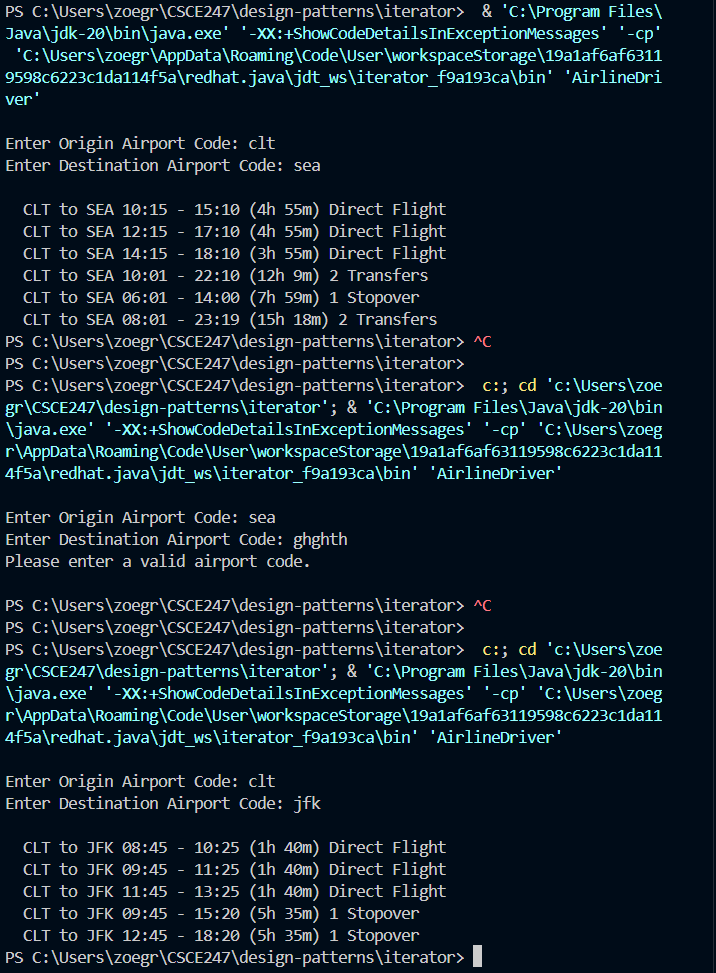 PS C:\Users\zoegr\CSCE247\design-patterns\iterator>  & 'C:\Program Files\
Java\jdk-20\bin\java.exe' '-XX:+ShowCodeDetailsInExceptionMessages' '-cp'
 'C:\Users\zoegr\AppData\Roaming\Code\User\workspaceStorage\19a1af6af6311
9598c6223c1da114f5a\redhat.java\jdt_ws\iterator_f9a193ca\bin' 'AirlineDri
ver'

Enter Origin Airport Code: clt
Enter Destination Airport Code: sea

  CLT to SEA 10:15 - 15:10 (4h 55m) Direct Flight
  CLT to SEA 12:15 - 17:10 (4h 55m) Direct Flight
  CLT to SEA 14:15 - 18:10 (3h 55m) Direct Flight
  CLT to SEA 10:01 - 22:10 (12h 9m) 2 Transfers
  CLT to SEA 06:01 - 14:00 (7h 59m) 1 Stopover
  CLT to SEA 08:01 - 23:19 (15h 18m) 2 Transfers
PS C:\Users\zoegr\CSCE247\design-patterns\iterator> ^C
PS C:\Users\zoegr\CSCE247\design-patterns\iterator>
PS C:\Users\zoegr\CSCE247\design-patterns\iterator>  c:; cd 'c:\Users\zoe
gr\CSCE247\design-patterns\iterator'; & 'C:\Program Files\Java\jdk-20\bin
\java.exe' '-XX:+ShowCodeDetailsInExceptionMessages' '-cp' 'C:\Users\zoeg
r\AppData\Roaming\Code\User\workspaceStorage\19a1af6af63119598c6223c1da11
4f5a\redhat.java\jdt_ws\iterator_f9a193ca\bin' 'AirlineDriver'

Enter Origin Airport Code: sea
Enter Destination Airport Code: ghghth
Please enter a valid airport code.

PS C:\Users\zoegr\CSCE247\design-patterns\iterator> ^C
PS C:\Users\zoegr\CSCE247\design-patterns\iterator>
PS C:\Users\zoegr\CSCE247\design-patterns\iterator>  c:; cd 'c:\Users\zoe
gr\CSCE247\design-patterns\iterator'; & 'C:\Program Files\Java\jdk-20\bin
\java.exe' '-XX:+ShowCodeDetailsInExceptionMessages' '-cp' 'C:\Users\zoeg
r\AppData\Roaming\Code\User\workspaceStorage\19a1af6af63119598c6223c1da11
4f5a\redhat.java\jdt_ws\iterator_f9a193ca\bin' 'AirlineDriver'

Enter Origin Airport Code: clt
Enter Destination Airport Code: jfk

  CLT to JFK 08:45 - 10:25 (1h 40m) Direct Flight
  CLT to JFK 09:45 - 11:25 (1h 40m) Direct Flight
  CLT to JFK 11:45 - 13:25 (1h 40m) Direct Flight
  CLT to JFK 09:45 - 15:20 (5h 35m) 1 Stopover
  CLT to JFK 12:45 - 18:20 (5h 35m) 1 Stopover
PS C:\Users\zoegr\CSCE247\design-patterns\iterator>